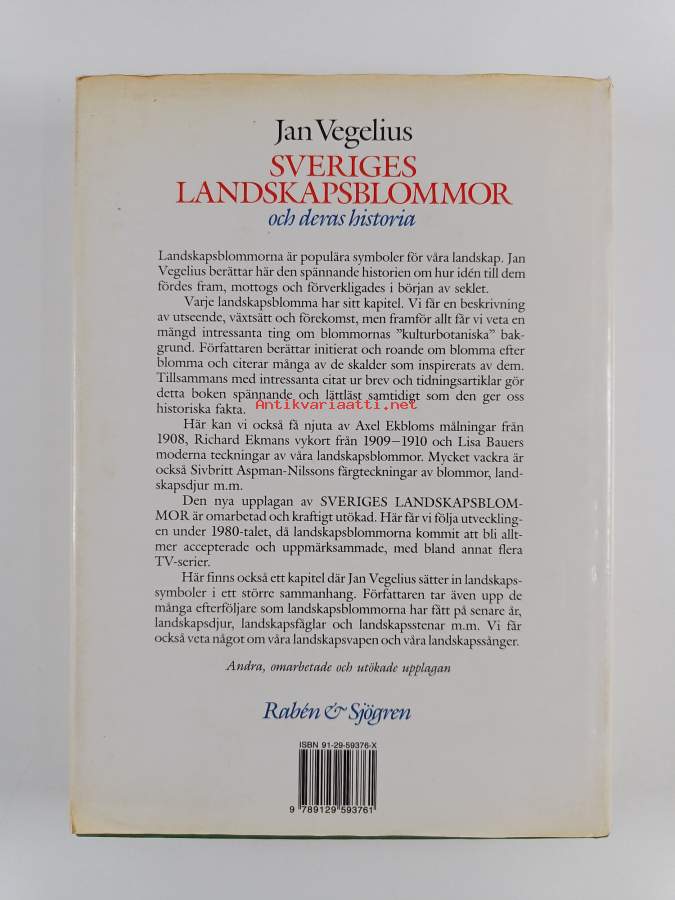 Jan Vegelius
SVERIGES
LANDSKAPSBLOMMOR
och deras historia
Landskapsblommorna är populära symboler för våra landskap. Jan
Vegelius berättar här den spännande historien om hur idén till dem
fördes fram, mottogs och förverkligades i början av seklet.
Varje landskapsblomma har sitt kapitel. Vi får en beskrivning
av utseende, växtsätt och förekomst, men framför allt får vi veta en
mängd intressanta ting om blommornas ”kulturbotaniska” bak-
grund. Författaren berättar initierat och roande om blomma efter
blomma och citerar många av de skalder som inspirerats av dem.
Tillsammans med intressanta citat ur brev och tidningsartiklar gör
detta boken spännande och lättläst samtidigt som den ger oss
historiska fakta.
Antikvariaatti.net
Här kan vi också få njuta av Axel Ekbloms målningar från
1908, Richard Ekmans vykort från 1909–1910 och Lisa Bauers
moderna teckningar av våra landskapsblommor. Mycket vackra är
också Sivbritt Aspman-Nilssons färgteckningar av blommor, land-
skapsdjur m.m.
Den nya upplagan av SVERIGES LANDSKAPSBLOM-
MOR är omarbetad och kraftigt utökad. Här får vi följa utveckling-
en under 1980-talet, då landskapsblommorna kommit att bli allt-
mer accepterade och uppmärksammade, med bland annat flera
TV-serier.
Här finns också ett kapitel där Jan Vegelius sätter in landskaps-
symboler i ett större sammanhang. Författaren tar även upp de
många efterföljare som landskapsblommorna har fått på senare år,
landskapsdjur, landskapsfåglar och landskapsstenar m.m. Vi får
också veta något om våra landskapsvapen och våra landskapssånger.
Andra, omarbetade och utökade upplagan
Rabén & Sjögren
ISBN 91-29-59376-X
9 789129 593761